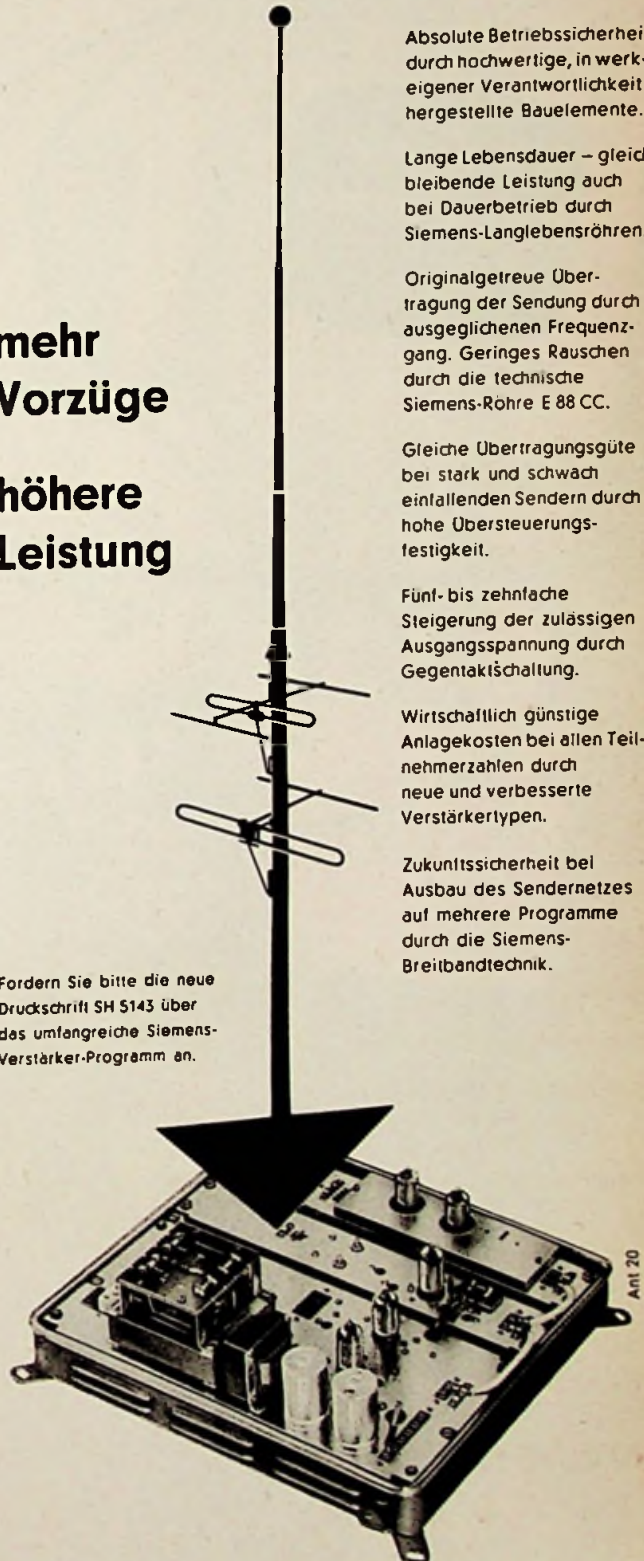 mehr
Vorzüge
höhere
Leistung
Fordern Sie bitte die neue
Druckschrift SH 5143 über
das umfangreiche Siemens-
Verstärker-Programm an.
Absolute Betriebssicherhei
durch hochwertige, in werk-
eigener Verantwortlichkeit
hergestellte Bauelemente.
Lange Lebensdauer – gleich
bleibende Leistung auch
bei Dauerbetrieb durch
Siemens-Langlebensröhren
Originalgetreue Über-
tragung der Sendung durch
ausgeglichenen Frequenz-
gang. Geringes Rauschen
durch die technische
Siemens-Röhre E 88 CC.
Gleiche Übertragungsgüte
bei stark und schwach
einfallenden Sendern durch
hohe Übersteuerungs-
festigkeit.
Fünf- bis zehnfache
Steigerung der zulässigen
Ausgangsspannung durch
Gegentaktschaltung.
Wirtschaftlich günstige
Anlagekosten bei allen Teil-
nehmerzahlen durch
neue und verbesserte
Verstärkertypen.
Zukunftssicherheit bei
Ausbau des Sendernetzes
auf mehrere Programme
durch die Siemens-
Breitbandtechnik.
Ant 20